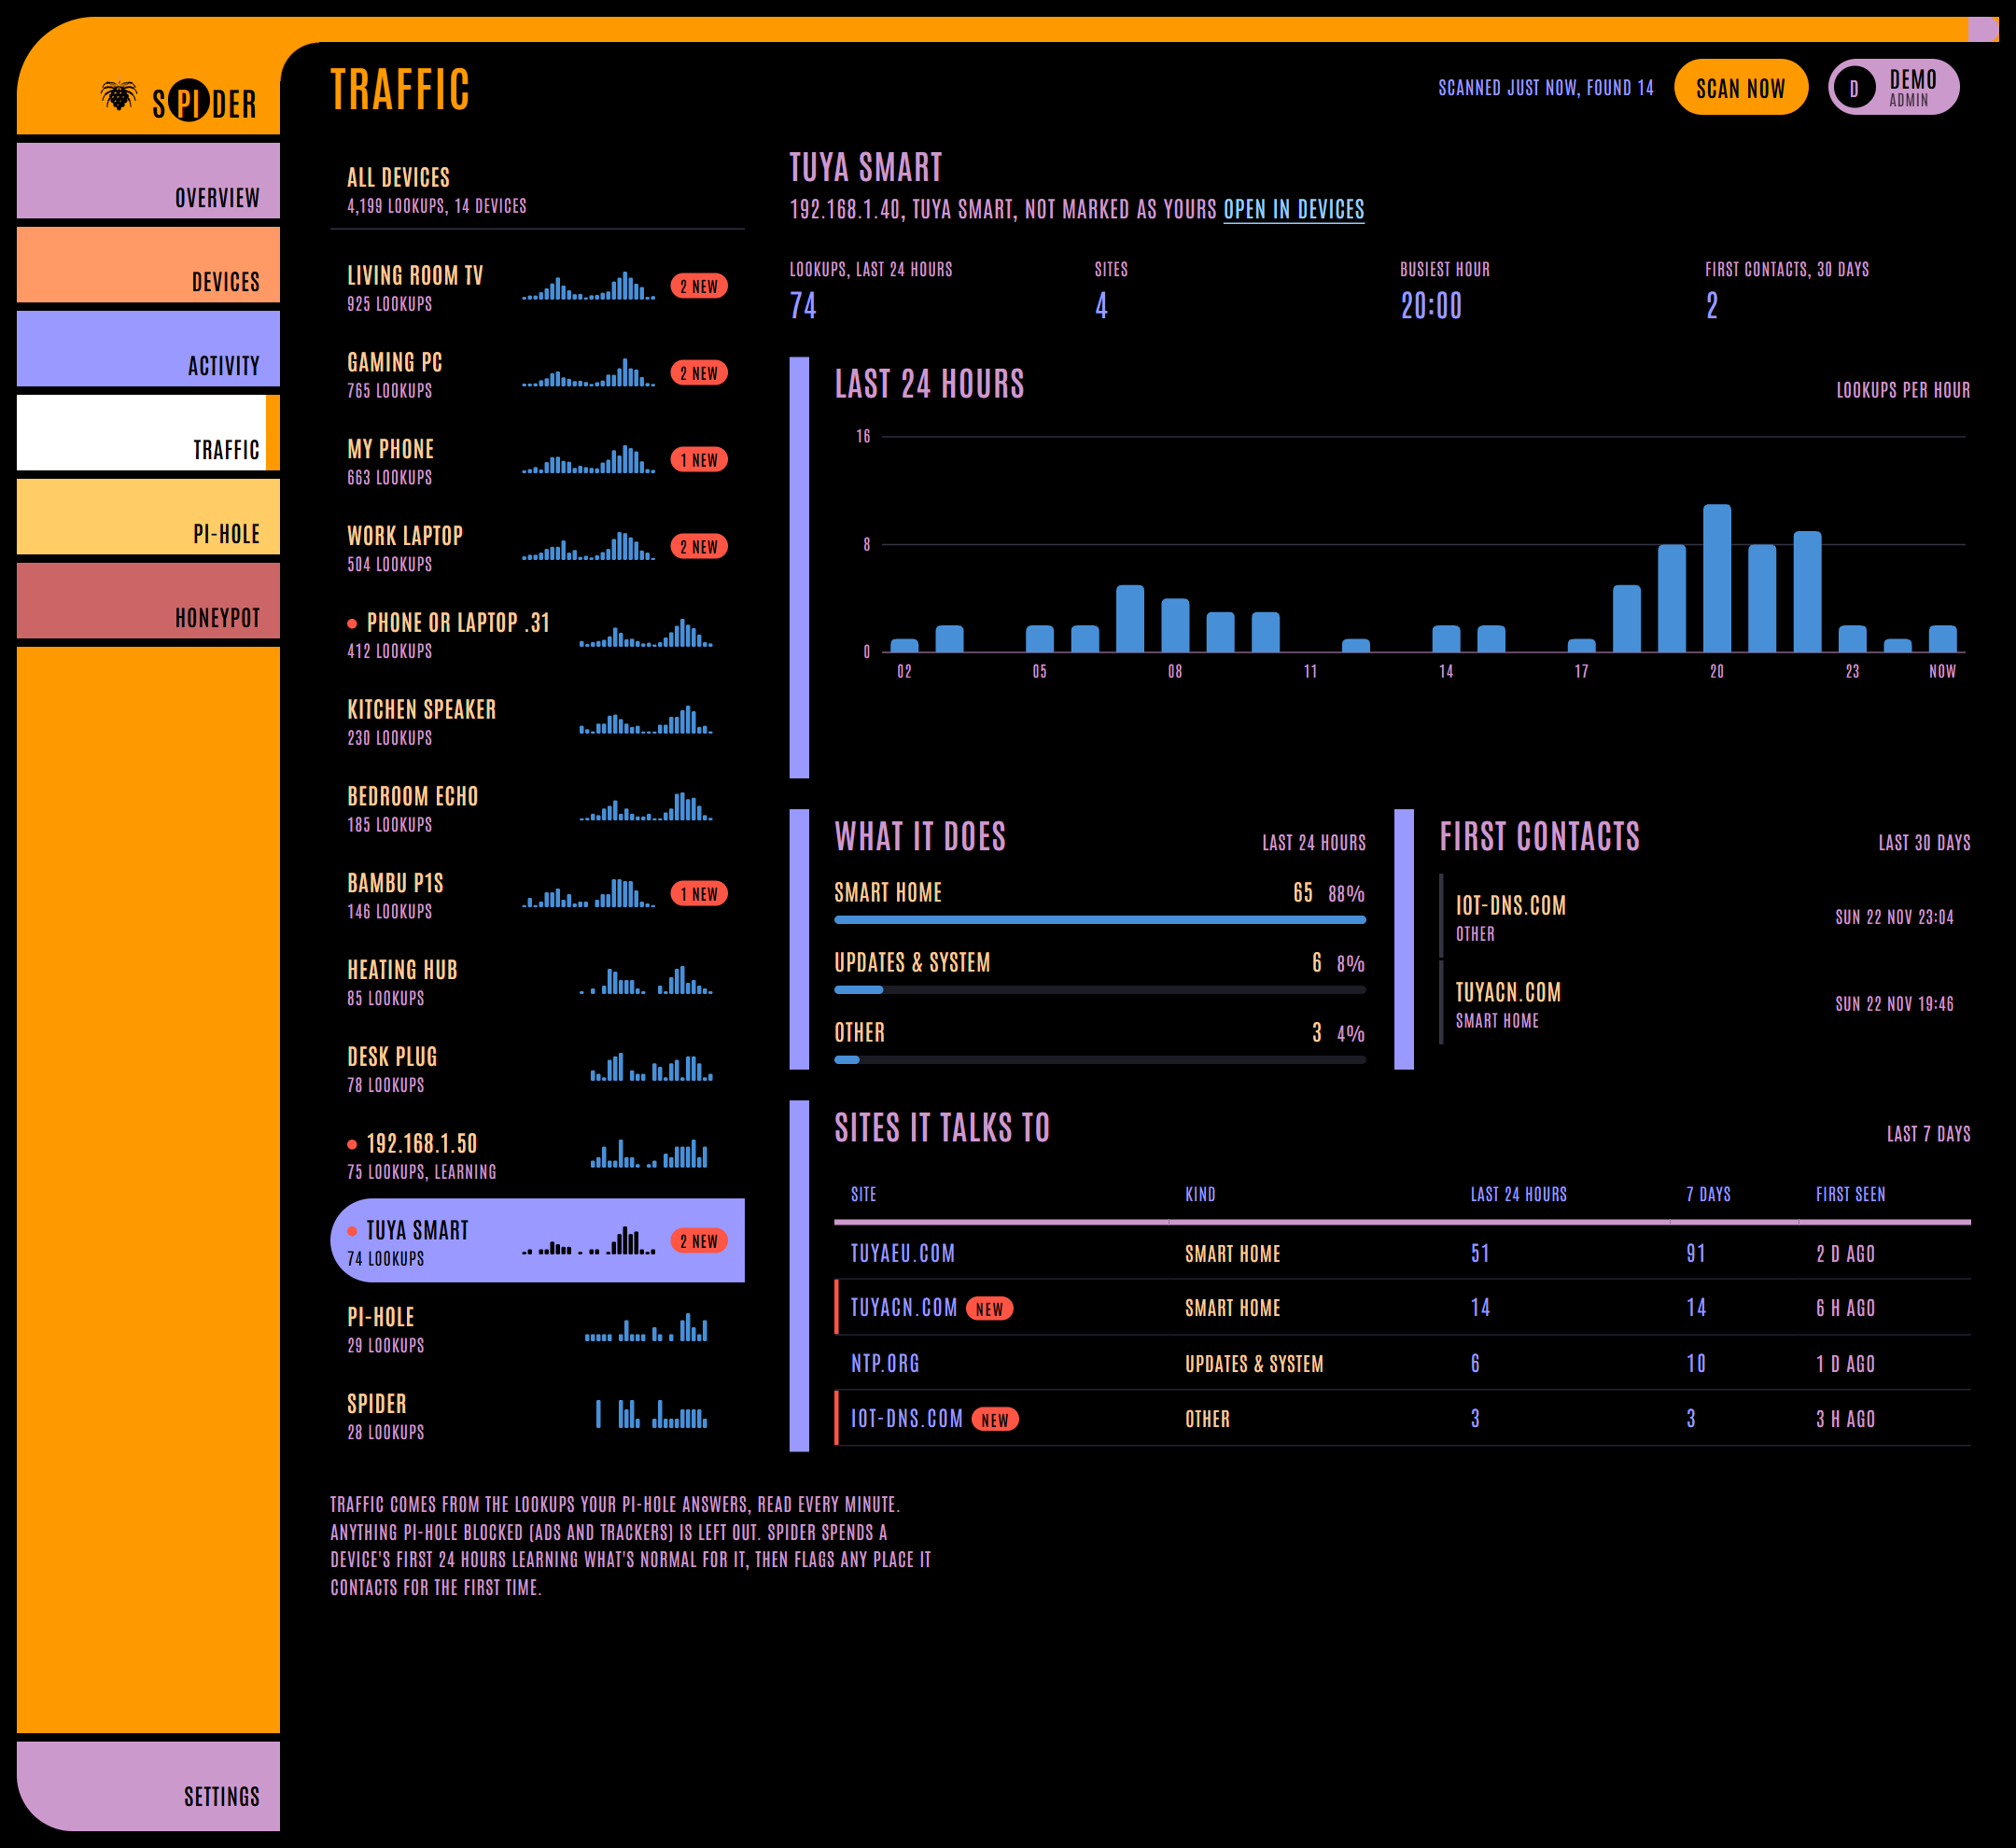 SPIDER
TRAFFIC
SCANNED JUST NOW, FOUND 14
SCAN NOW
D
DEMO
ADMIN
OVERVIEW
DEVICES
ACTIVITY
TRAFFIC
PI-HOLE
HONEYPOT
SETTINGS
ALL DEVICES
4,199 LOOKUPS, 14 DEVICES
LIVING ROOM TV
925 LOOKUPS
2 NEW
GAMING PC
765 LOOKUPS
2 NEW
MY PHONE
663 LOOKUPS
1 NEW
WORK LAPTOP
504 LOOKUPS
2 NEW
PHONE OR LAPTOP .31
412 LOOKUPS
KITCHEN SPEAKER
230 LOOKUPS
BEDROOM ECHO
185 LOOKUPS
BAMBU P1S
146 LOOKUPS
1 NEW
HEATING HUB
85 LOOKUPS
DESK PLUG
78 LOOKUPS
192.168.1.50
75 LOOKUPS, LEARNING
TUYA SMART
74 LOOKUPS
2 NEW
PI-HOLE
29 LOOKUPS
SPIDER
28 LOOKUPS
TUYA SMART
192.168.1.40, TUYA SMART, NOT MARKED AS YOURS OPEN IN DEVICES
LOOKUPS, LAST 24 HOURS
74
SITES
4
BUSIEST HOUR
20:00
FIRST CONTACTS, 30 DAYS
2
LAST 24 HOURS
LOOKUPS PER HOUR
16
8
0
02 05 08 11 14 17 20 23 NOW
WHAT IT DOES
LAST 24 HOURS
SMART HOME 65 88%
UPDATES & SYSTEM 6 8%
OTHER 3 4%
FIRST CONTACTS
LAST 30 DAYS
IOT-DNS.COM
OTHER
SUN 22 NOV 23:04
TUYACN.COM
SMART HOME
SUN 22 NOV 19:46
SITES IT TALKS TO
LAST 7 DAYS
SITE KIND LAST 24 HOURS 7 DAYS FIRST SEEN
TUYAEU.COM SMART HOME 51 91 2 D AGO
TUYACN.COM NEW SMART HOME 14 14 6 H AGO
NTP.ORG UPDATES & SYSTEM 6 10 1 D AGO
IOT-DNS.COM NEW OTHER 3 3 3 H AGO
TRAFFIC COMES FROM THE LOOKUPS YOUR PI-HOLE ANSWERS, READ EVERY MINUTE.
ANYTHING PI-HOLE BLOCKED (ADS AND TRACKERS) IS LEFT OUT. SPIDER SPENDS A
DEVICE'S FIRST 24 HOURS LEARNING WHAT'S NORMAL FOR IT, THEN FLAGS ANY PLACE IT
CONTACTS FOR THE FIRST TIME.